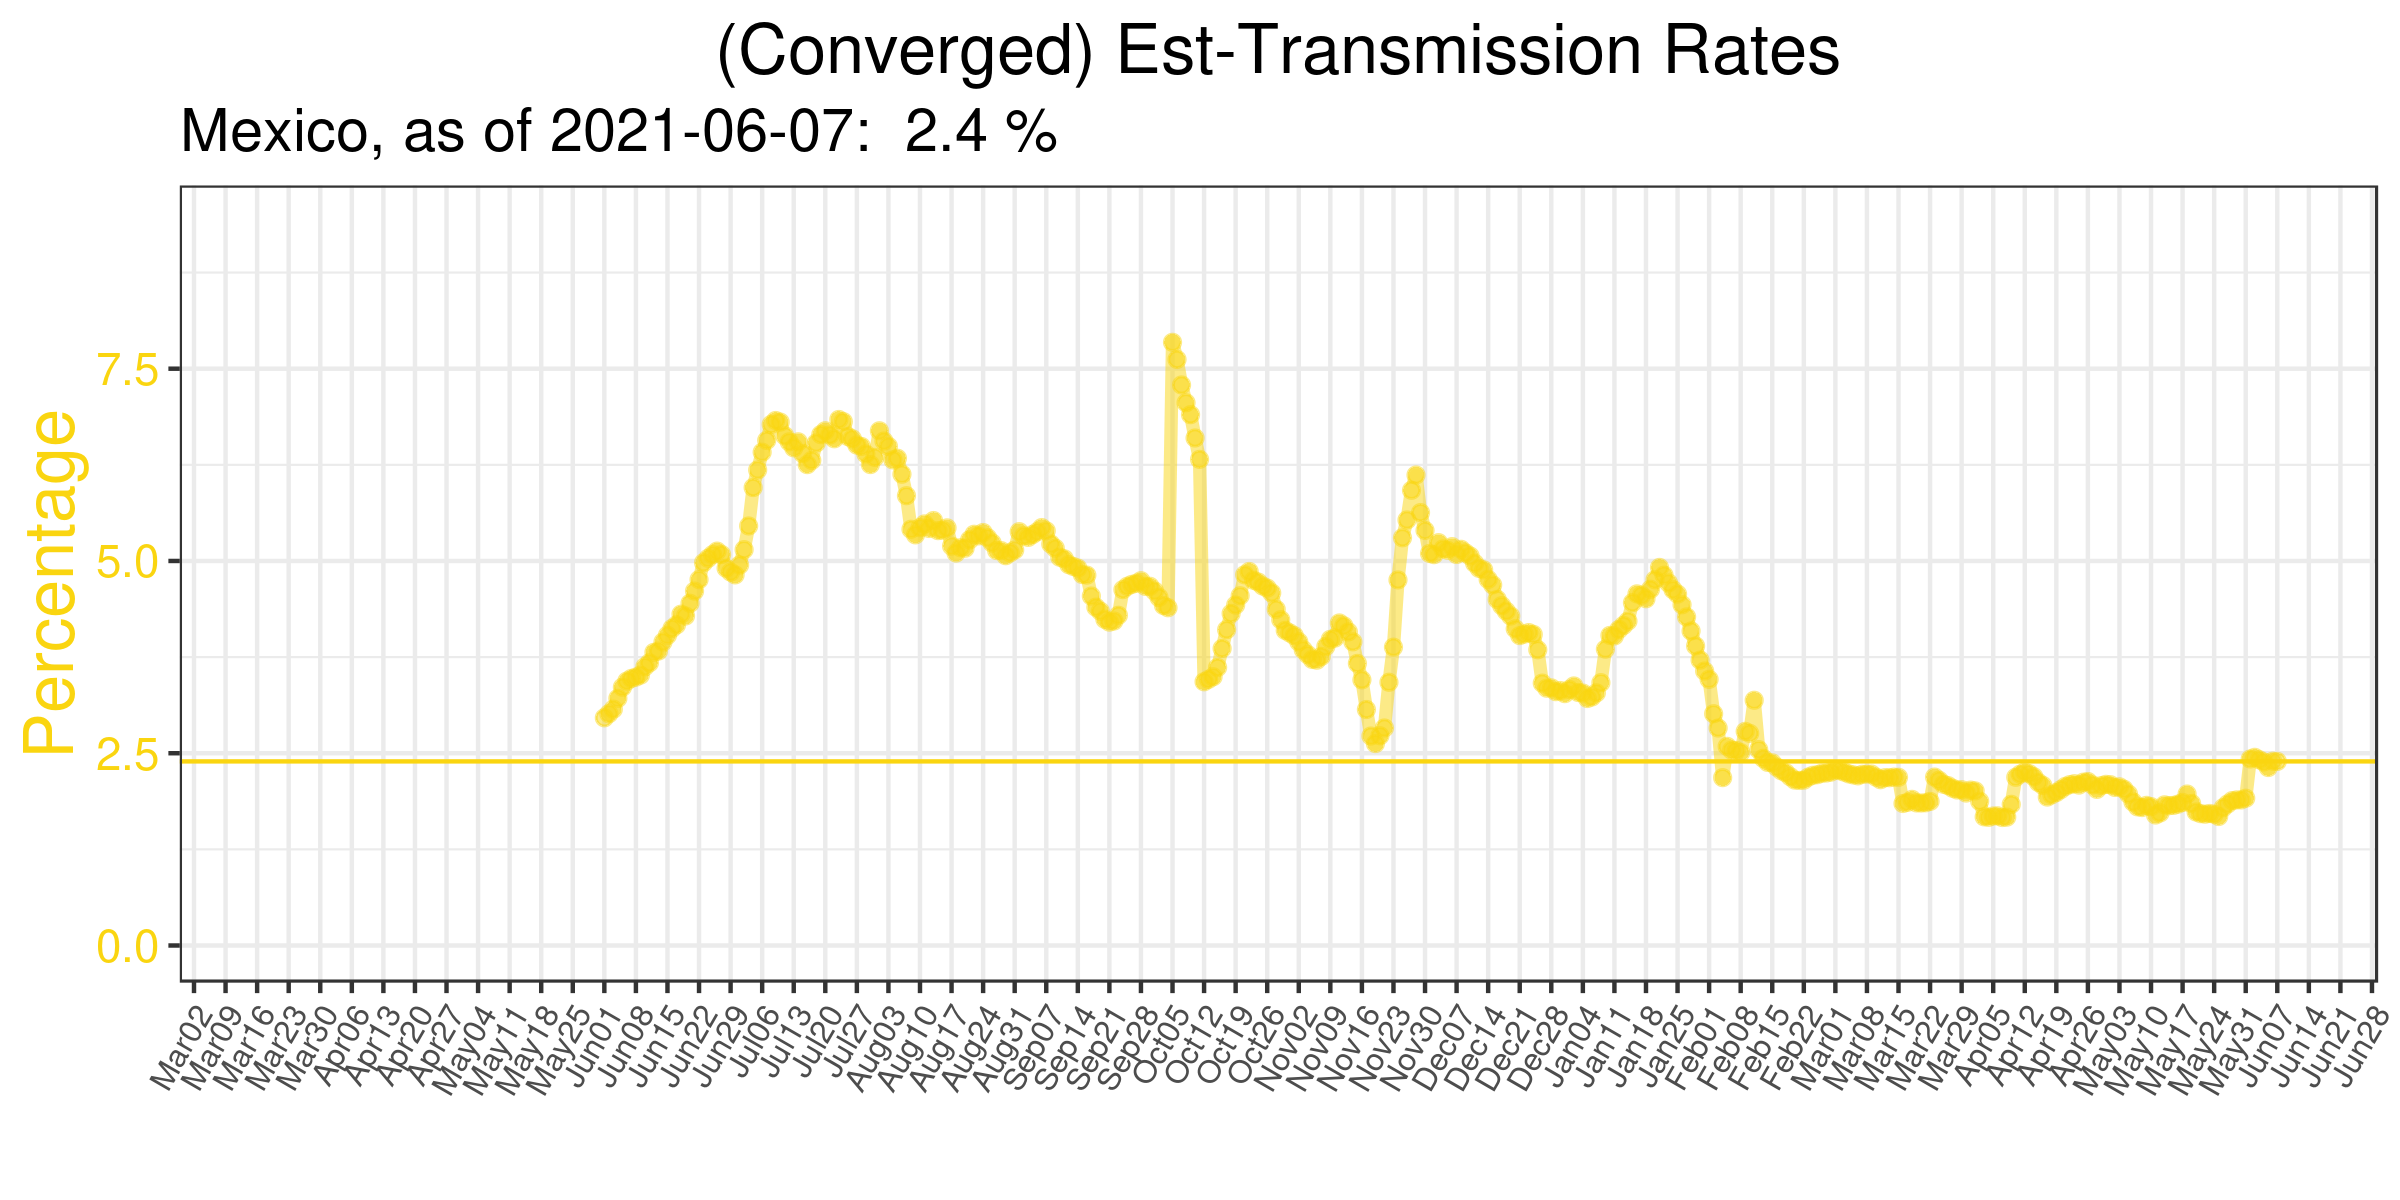 (Converged) Est-Transmission Rates
Mexico, as of 2021-06-07:  2.4 %
Percentage
7.5
5.0
2.5
0.0
Mar02
Mar09
Mar16
Mar23
Mar30
Apr06
Apr13
Apr20
Apr27
May04
May11
May18
May25
Jun01
Jun08
Jun15
Jun22
Jun29
Jul06
Jul13
Jul20
Jul27
Aug03
Aug10
Aug17
Aug24
Aug31
Sep07
Sep14
Sep21
Sep28
Oct05
Oct12
Oct19
Oct26
Nov02
Nov09
Nov16
Nov23
Nov30
Dec07
Dec14
Dec21
Dec28
Jan04
Jan11
Jan18
Jan25
Feb01
Feb08
Feb15
Feb22
Mar01
Mar08
Mar15
Mar22
Mar29
Apr05
Apr12
Apr19
Apr26
May03
May10
May17
May24
May31
Jun07
Jun14
Jun21
Jun28